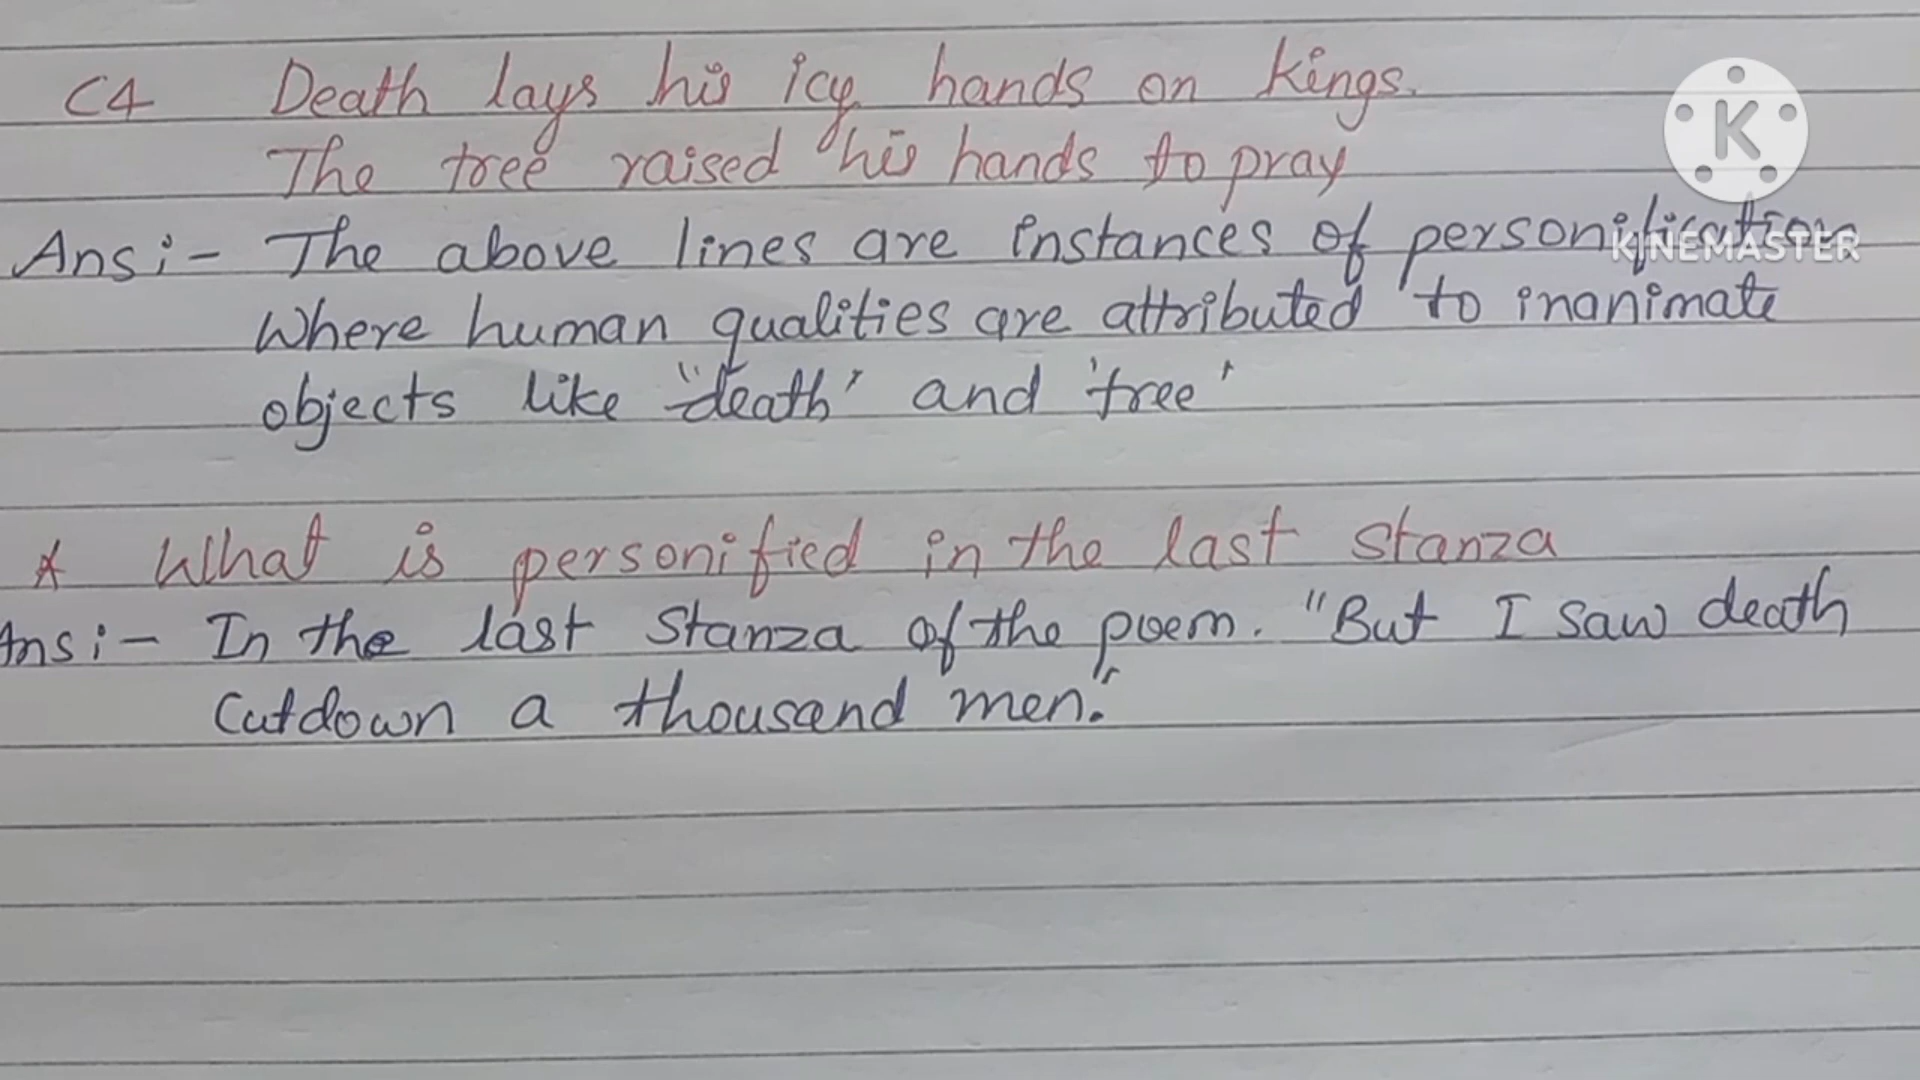 C4 Death lays his icy hands on kings.
The tree raised his hands to pray
Ans:- The above lines are instances of personification
Where human qualities are attributed to inanimate
objects like "death' and 'tree'
* What is personified in the last stanza
Ans:- In the last stanza of the poem. "But I saw death
Cutdown a thousand men."
K
KINEMASTER